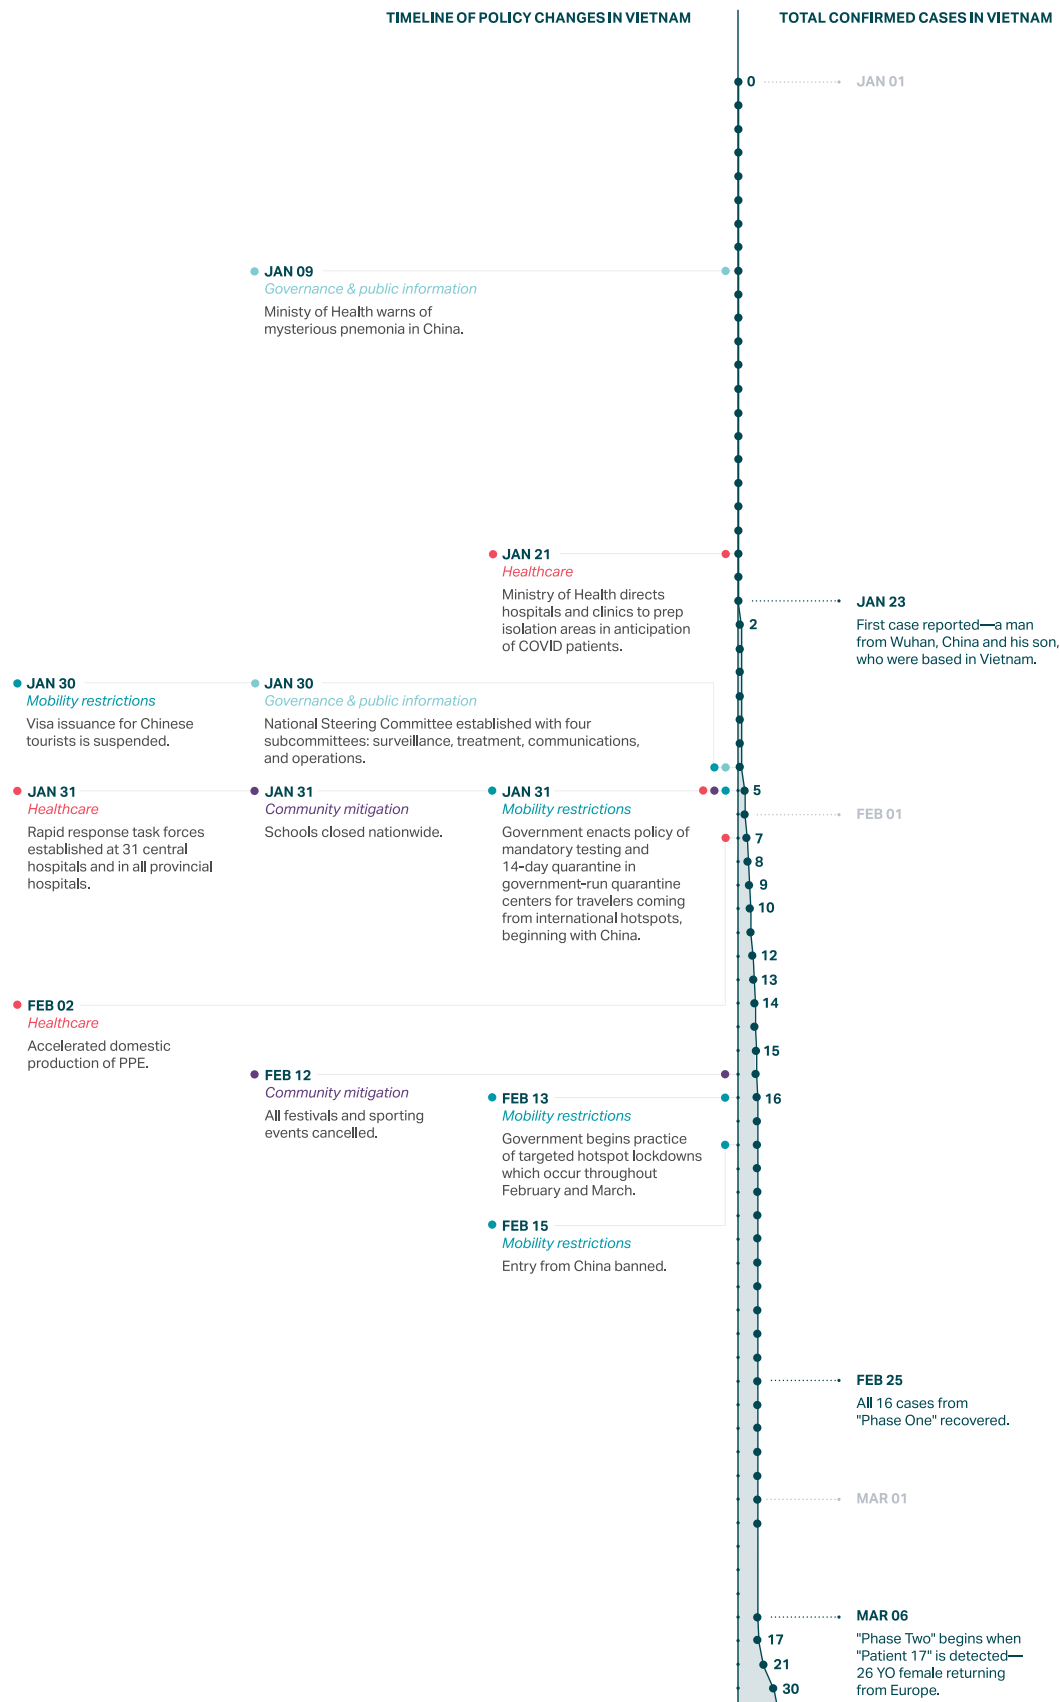 TIMELINE OF POLICY CHANGES IN VIETNAM
TOTAL CONFIRMED CASES IN VIETNAM
0
JAN 01
JAN 09
Governance & public information
Ministy of Health warns of
mysterious pnemonia in China.
JAN 21
Healthcare
Ministry of Health directs
hospitals and clinics to prep
isolation areas in anticipation
of COVID patients.
JAN 23
First case reported—a man
from Wuhan, China and his son,
who were based in Vietnam.
2
JAN 30
Mobility restrictions
Visa issuance for Chinese
tourists is suspended.
JAN 30
Governance & public information
National Steering Committee established with four
subcommittees: surveillance, treatment, communications,
and operations.
JAN 31
Healthcare
Rapid response task forces
established at 31 central
hospitals and in all provincial
hospitals.
JAN 31
Community mitigation
Schools closed nationwide.
JAN 31
Mobility restrictions
Government enacts policy of
mandatory testing and
14-day quarantine in
government-run quarantine
centers for travelers coming
from international hotspots,
beginning with China.
5
FEB 01
7
8
9
10
12
13
14
FEB 02
Healthcare
Accelerated domestic
production of PPE.
15
FEB 12
Community mitigation
All festivals and sporting
events cancelled.
FEB 13
Mobility restrictions
Government begins practice
of targeted hotspot lockdowns
which occur throughout
February and March.
16
FEB 15
Mobility restrictions
Entry from China banned.
FEB 25
All 16 cases from
"Phase One" recovered.
MAR 01
MAR 06
"Phase Two" begins when
"Patient 17" is detected—
26 YO female returning
from Europe.
17
21
30